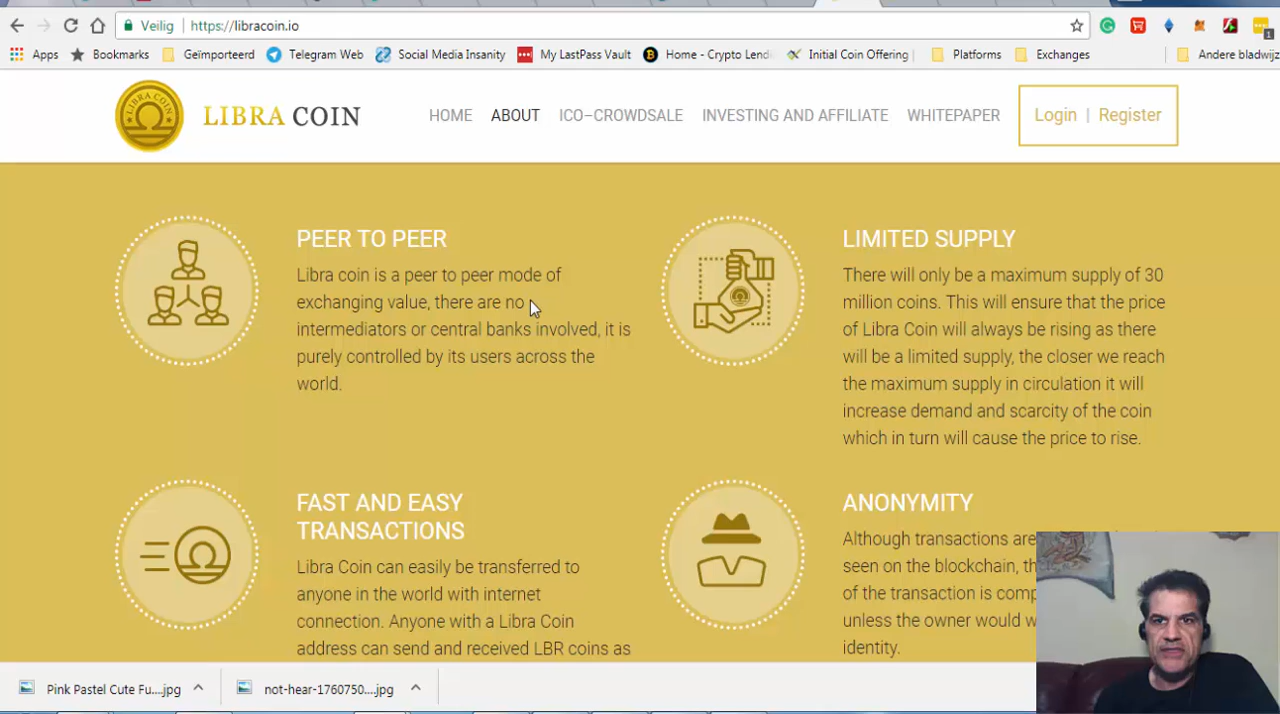 Veilig
https://libracoin.io
1
Apps
Bookmarks
Geïmporteerd
Telegram Web
Social Media Insanity
My LastPass Vault
Home - Crypto Lendi
Initial Coin Offering
Platforms
Exchanges
Andere bladwijz
LIBRA COIN
LIBRA COIN
HOME
ABOUT
ICO-CROWDSALE
INVESTING AND AFFILIATE
WHITEPAPER
Login | Register
PEER TO PEER
Libra coin is a peer to peer mode of
exchanging value, there are no
intermediators or central banks involved, it is
purely controlled by its users across the
world.
LIMITED SUPPLY
There will only be a maximum supply of 30
million coins. This will ensure that the price
of Libra Coin will always be rising as there
will be a limited supply, the closer we reach
the maximum supply in circulation it will
increase demand and scarcity of the coin
which in turn will cause the price to rise.
FAST AND EASY
TRANSACTIONS
Libra Coin can easily be transferred to
anyone in the world with internet
connection. Anyone with a Libra Coin
address can send and received LBR coins as
ANONYMITY
Although transactions are
seen on the blockchain, th
of the transaction is comp
unless the owner would w
identity.
Pink Pastel Cute Fu....jpg
not-hear-1760750....jpg